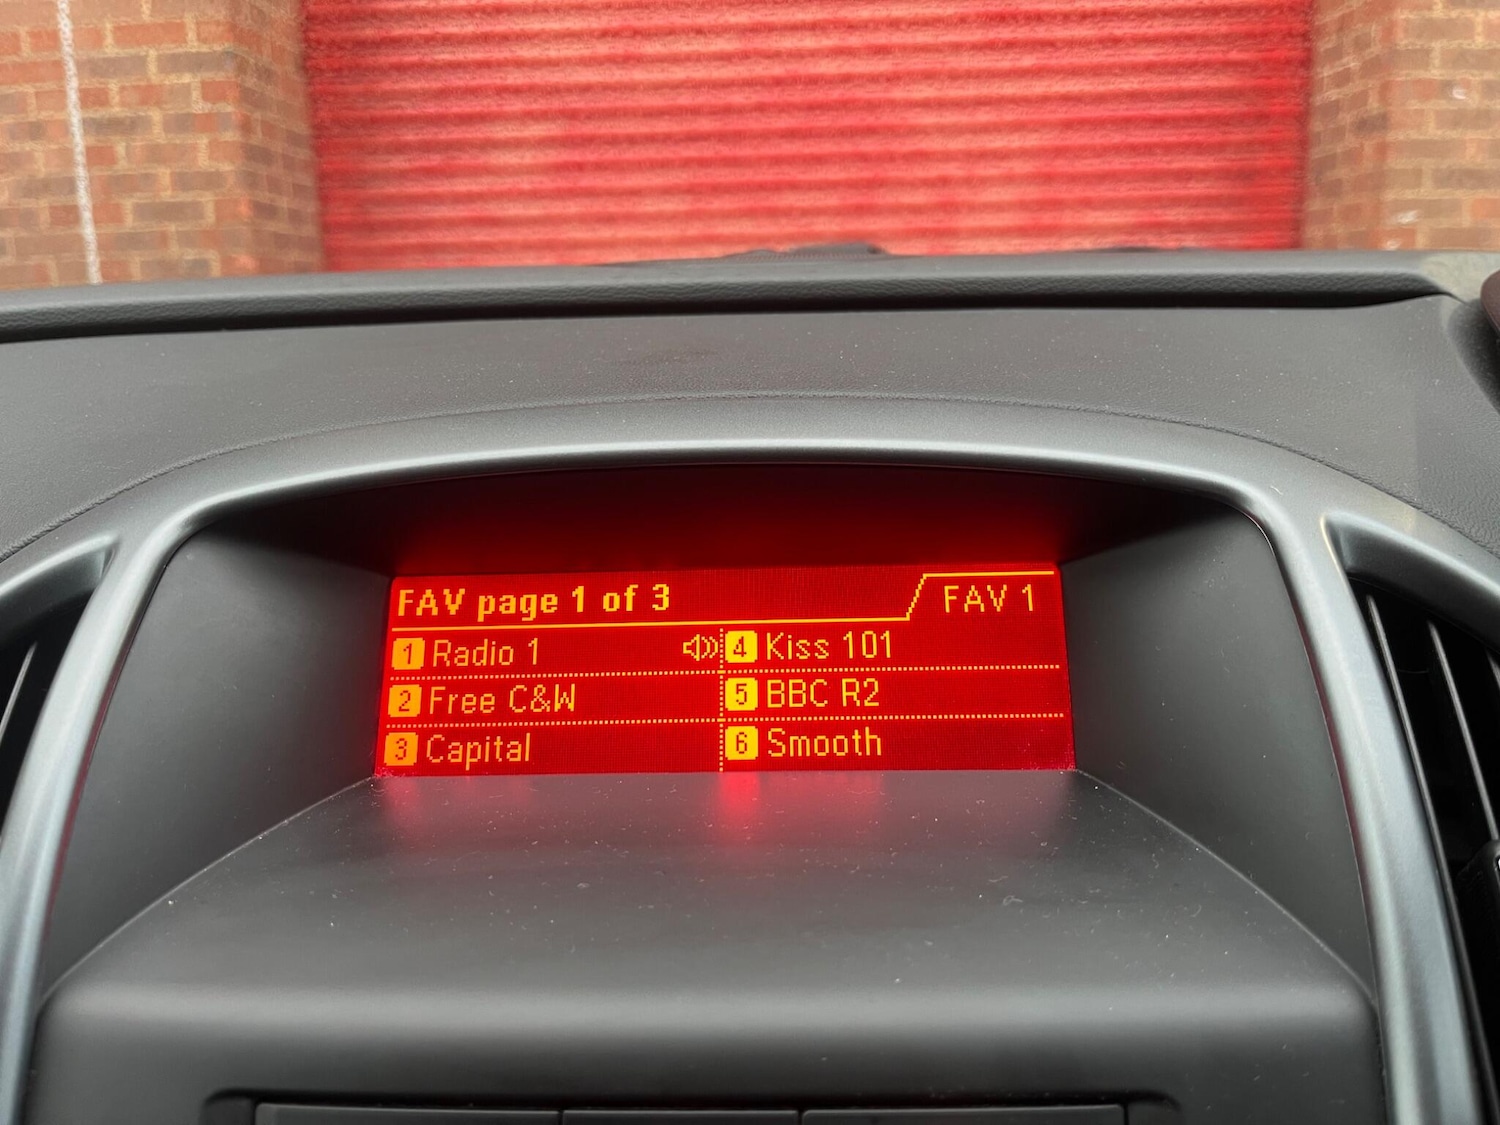 FAV page 1 of 3
FAV 1
1 Radio 1
2 Free C&W
3 Capital
4 Kiss 101
5 BBC R2
6 Smooth